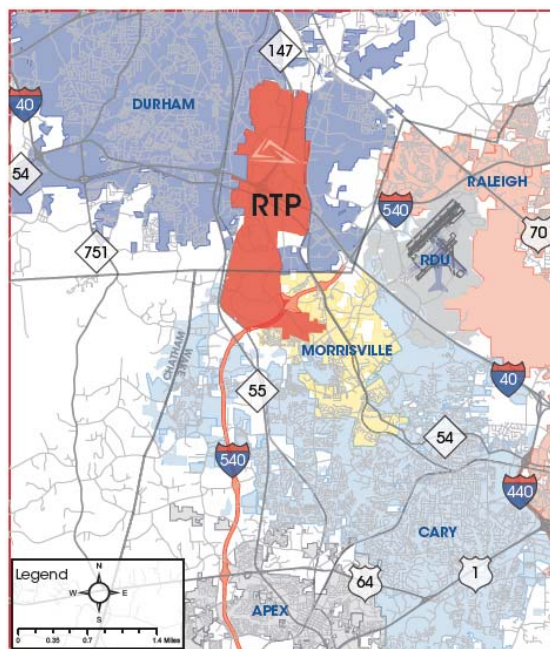 147
40
DURHAM
54
RALEIGH
RTP
540
70
751
RDU
CHATHAM
WAKE
MORRISVILLE
40
55
54
540
440
CARY
Legend
N
W
E
S
0 0.35 0.7 1.4 Miles
64
1
APEX